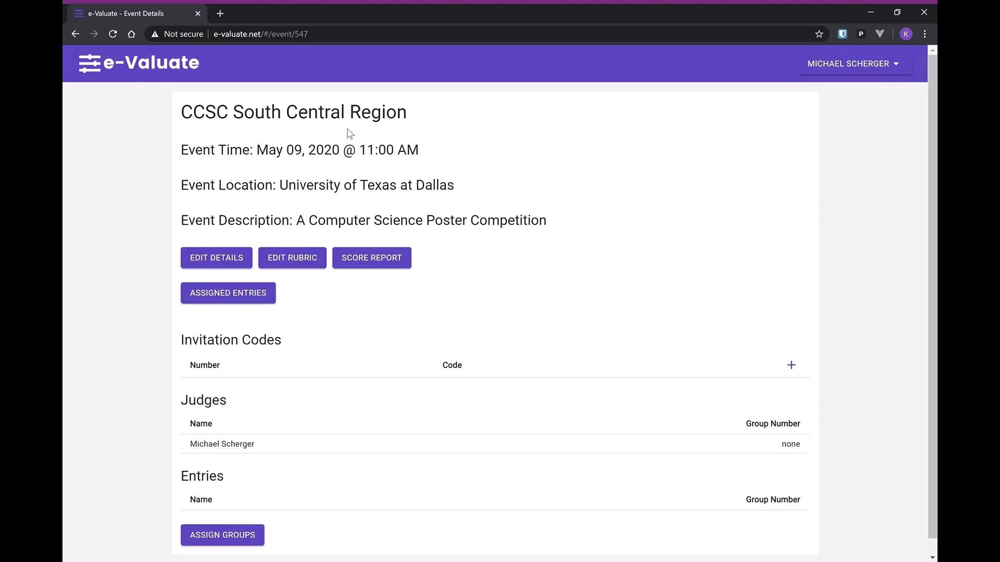 e-Valuate - Event Details
Not secure e-valuate.net/#/event/547
P
K
e-Valuate
MICHAEL SCHERGER
CCSC South Central Region
Event Time: May 09, 2020 @ 11:00 AM
Event Location: University of Texas at Dallas
Event Description: A Computer Science Poster Competition
EDIT DETAILS EDIT RUBRIC SCORE REPORT
ASSIGNED ENTRIES
Invitation Codes
Number Code
Judges
Name Group Number
Michael Scherger none
Entries
Name Group Number
ASSIGN GROUPS